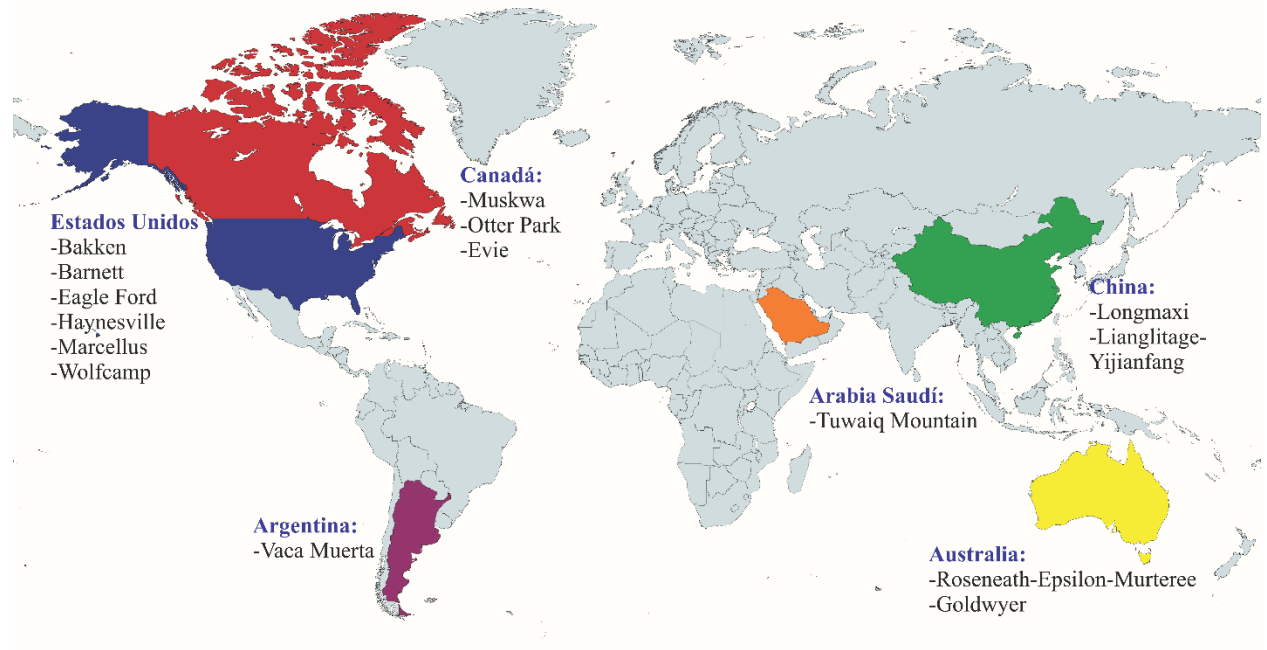 Estados Unidos
-Bakken
-Barnett
-Eagle Ford
-Haynesville
-Marcellus
-Wolfcamp
Canadá:
-Muskwa
-Otter Park
-Evie
China:
-Longmaxi
-Lianglitage-
Yijianfang
Arabia Saudí:
-Tuwaiq Mountain
Argentina:
-Vaca Muerta
Australia:
-Roseneath-Epsilon-Murteree
-Goldwyer